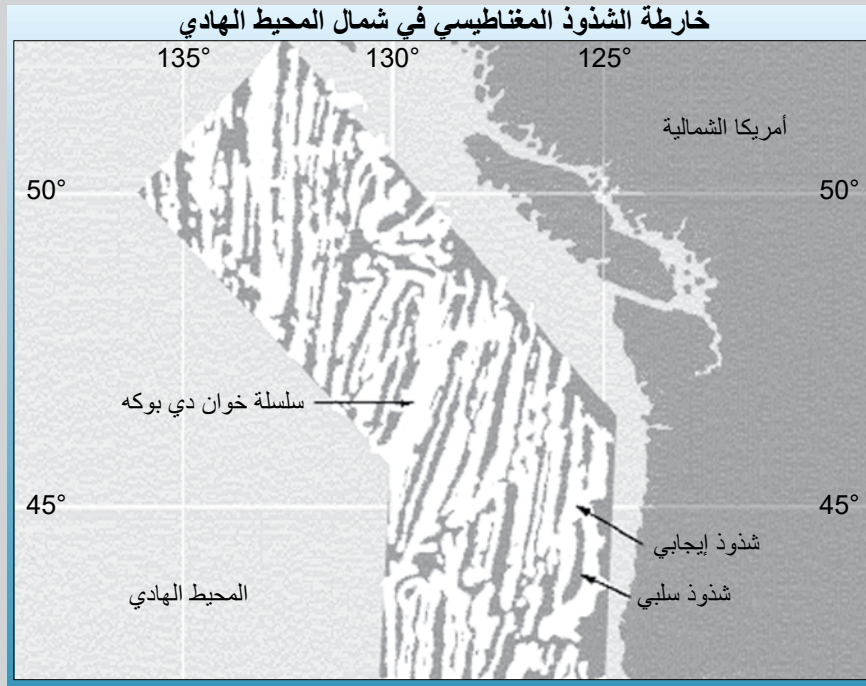 خارطة الشذوذ المغناطيسي في شمال المحيط الهادي
135° 130° 125°
أمريكا الشمالية
50° 50°
سلسلة خوان دي بوكه
45° 45°
شذوذ إيجابي
شذوذ سلبي
المحيط الهادي